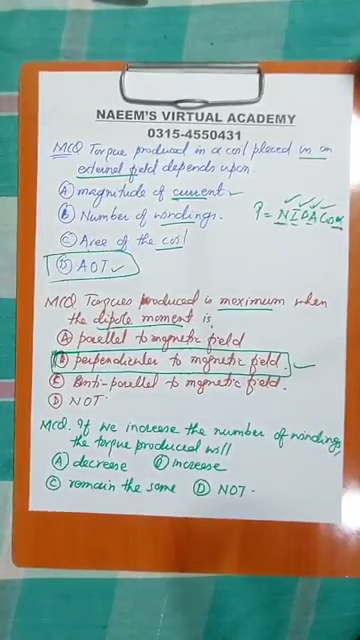 NAEEM'S VIRTUAL ACADEMY
0315-4550431
MCQ Torque produced in a coil placed in an
external field depends upon
(A) magnitude of current ✓
(B) Number of windings.
(C) Area of the coil
(D) AOT ✓
τ = NIBA Cos α
MCQ Torques produced is maximum when
the dipole moment is
(A) parellel to magnetic field
(B) perpendicular to magnetic field. ✓
(C) Anti-parellel to magnetic field.
(D) NOT.
MCQ. If we increase the number of windings,
the torque produced will
(A) decrease (B) increase
(C) remain the same (D) NOT.